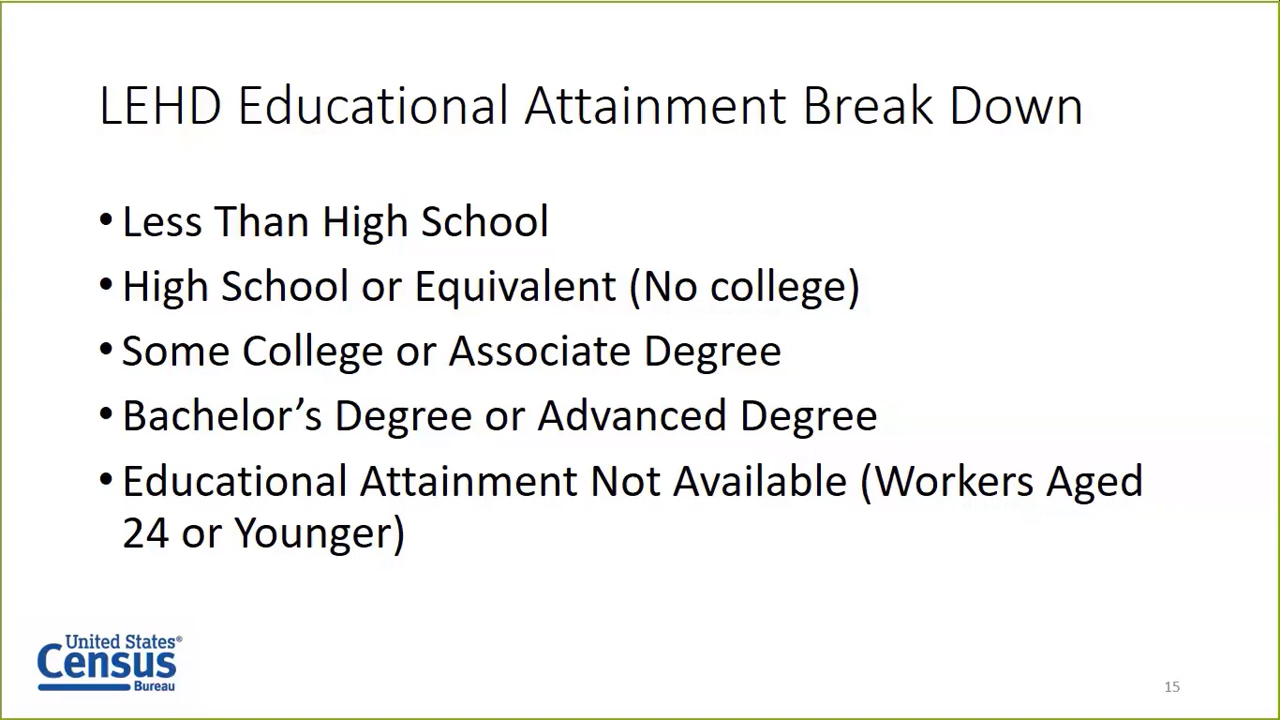 LEHD Educational Attainment Break Down
•Less Than High School
•High School or Equivalent (No college)
•Some College or Associate Degree
•Bachelor’s Degree or Advanced Degree
•Educational Attainment Not Available (Workers Aged
24 or Younger)
United States®
Census
Bureau
15